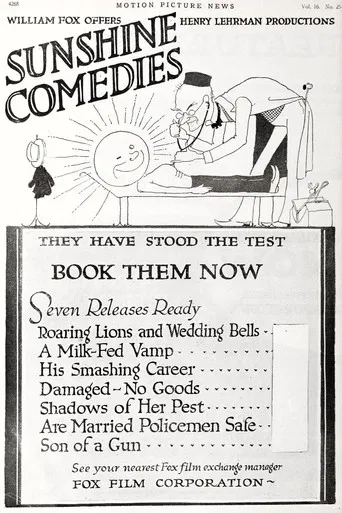 4268 MOTION PICTURE NEWS Vol. 16. No. 25
WILLIAM FOX OFFERS HENRY LEHRMAN PRODUCTIONS
SUNSHINE
COMEDIES
THEY HAVE STOOD THE TEST
BOOK THEM NOW
Seven Releases Ready
Roaring Lions and Wedding Bells
A Milk-Fed Vamp
His Smashing Career
Damaged - No Goods
Shadows of Her Pest
Are Married Policemen Safe
Son of a Gun
See your nearest Fox film exchange manager
FOX FILM CORPORATION~